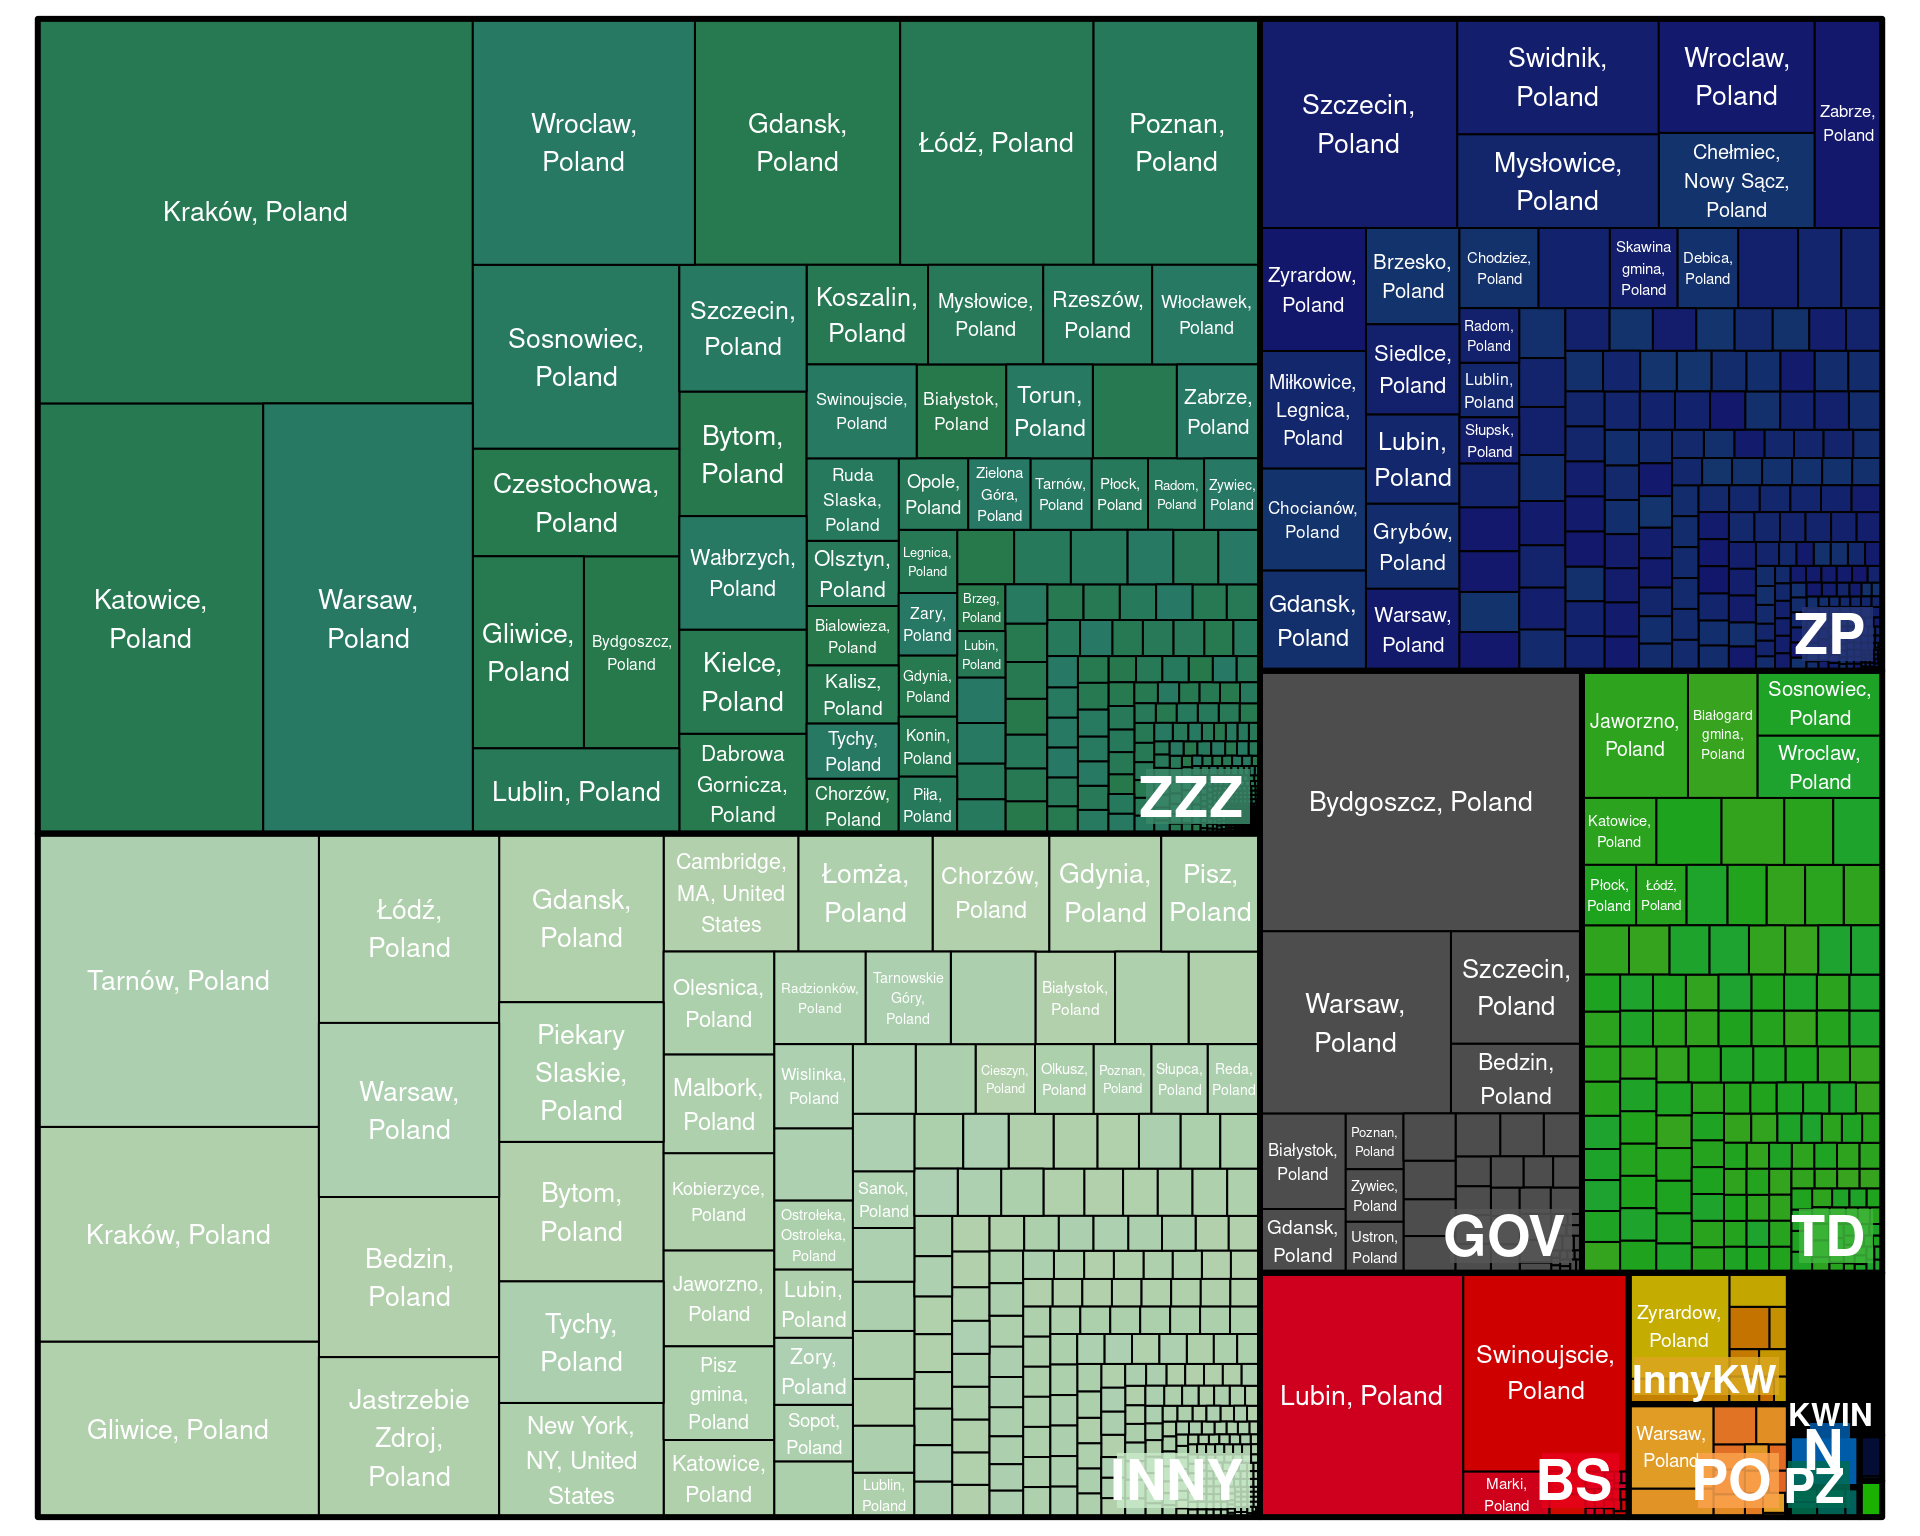 Kraków, Poland
Katowice,
Poland
Warsaw,
Poland
Wroclaw,
Poland
Gdansk,
Poland
Łódź, Poland
Poznan,
Poland
Sosnowiec,
Poland
Czestochowa,
Poland
Gliwice,
Poland
Bydgoszcz,
Poland
Lublin, Poland
Szczecin,
Poland
Bytom,
Poland
Wałbrzych,
Poland
Kielce,
Poland
Dabrowa
Gornicza,
Poland
Koszalin,
Poland
Mysłowice,
Poland
Rzeszów,
Poland
Włocławek,
Poland
Swinoujscie,
Poland
Białystok,
Poland
Torun,
Poland
Zabrze,
Poland
Ruda
Slaska,
Poland
Olsztyn,
Poland
Bialowieza,
Poland
Kalisz,
Poland
Tychy,
Poland
Chorzów,
Poland
Opole,
Poland
Zielona
Góra,
Poland
Tarnów,
Poland
Płock,
Poland
Radom,
Poland
Zywiec,
Poland
Legnica,
Poland
Zary,
Poland
Gdynia,
Poland
Konin,
Poland
Piła,
Poland
Brzeg,
Poland
Lubin,
Poland
ZZZ
Szczecin,
Poland
Swidnik,
Poland
Mysłowice,
Poland
Wroclaw,
Poland
Chełmiec,
Nowy Sącz,
Poland
Zabrze,
Poland
Zyrardow,
Poland
Miłkowice,
Legnica,
Poland
Chocianów,
Poland
Gdansk,
Poland
Brzesko,
Poland
Siedlce,
Poland
Lubin,
Poland
Grybów,
Poland
Warsaw,
Poland
Chodziez,
Poland
Skawina
gmina,
Poland
Debica,
Poland
Radom,
Poland
Lublin,
Poland
Słupsk,
Poland
ZP
Tarnów, Poland
Kraków, Poland
Gliwice, Poland
Łódź,
Poland
Warsaw,
Poland
Bedzin,
Poland
Jastrzebie
Zdroj,
Poland
Gdansk,
Poland
Piekary
Slaskie,
Poland
Bytom,
Poland
Tychy,
Poland
New York,
NY, United
States
Cambridge,
MA, United
States
Łomża,
Poland
Chorzów,
Poland
Gdynia,
Poland
Pisz,
Poland
Olesnica,
Poland
Malbork,
Poland
Kobierzyce,
Poland
Jaworzno,
Poland
Pisz
gmina,
Poland
Katowice,
Poland
Radzionków,
Poland
Tarnowskie
Góry,
Poland
Białystok,
Poland
Wislinka,
Poland
Ostrołeka,
Ostroleka,
Poland
Lubin,
Poland
Zory,
Poland
Sopot,
Poland
Cieszyn,
Poland
Olkusz,
Poland
Poznan,
Poland
Słupca,
Poland
Reda,
Poland
Sanok,
Poland
Lublin,
Poland
INNY
Bydgoszcz, Poland
Warsaw,
Poland
Szczecin,
Poland
Bedzin,
Poland
Białystok,
Poland
Gdansk,
Poland
Poznan,
Poland
Zywiec,
Poland
Ustron,
Poland
GOV
Jaworzno,
Poland
Białogard
gmina,
Poland
Sosnowiec,
Poland
Wroclaw,
Poland
Katowice,
Poland
Płock,
Poland
Łódź,
Poland
TD
Lubin, Poland
Swinoujscie,
Poland
Marki,
Poland
BS
Zyrardow,
Poland
InnyKW
Warsaw,
Poland
PO
KWIN
N
PZ